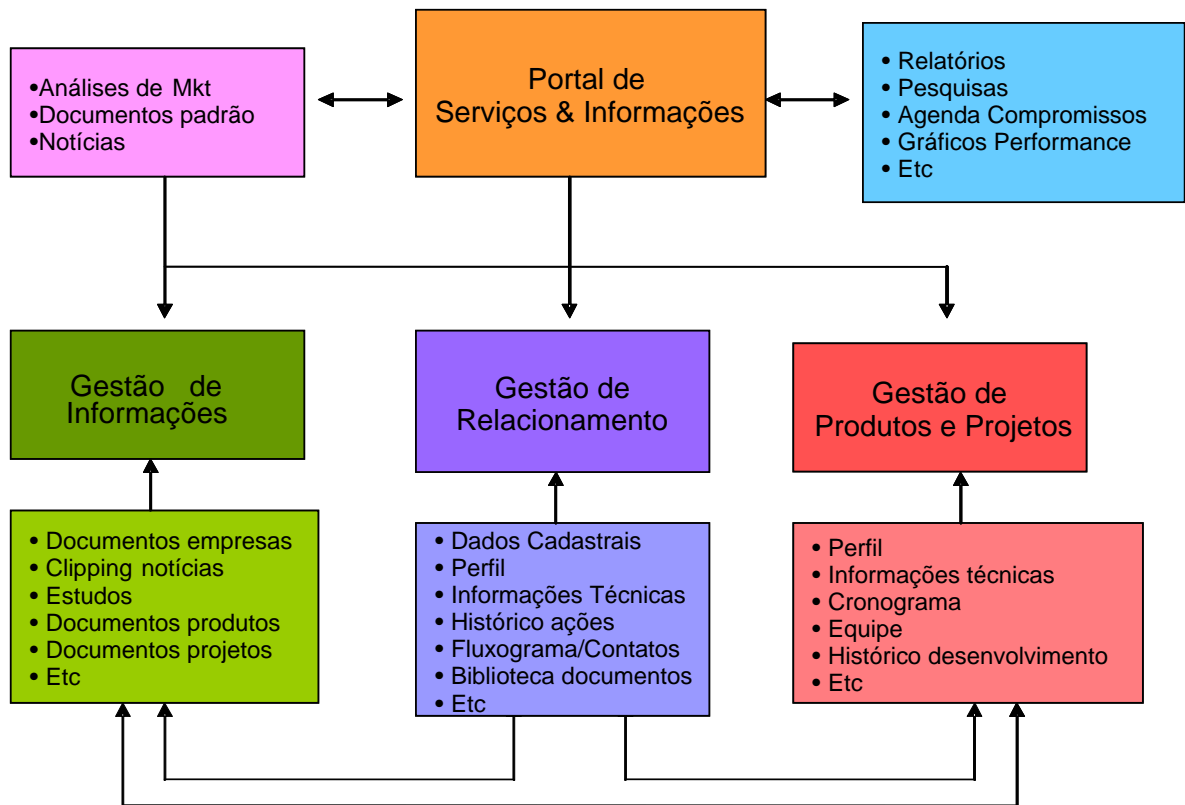 •Análises de Mkt
•Documentos padrão
•Notícias
Portal de
Serviços & Informações
• Relatórios
• Pesquisas
• Agenda Compromissos
• Gráficos Performance
• Etc
Gestão de
Informações
Gestão de
Relacionamento
Gestão de
Produtos e Projetos
• Documentos empresas
• Clipping notícias
• Estudos
• Documentos produtos
• Documentos projetos
• Etc
• Dados Cadastrais
• Perfil
• Informações Técnicas
• Histórico ações
• Fluxograma/Contatos
• Biblioteca documentos
• Etc
• Perfil
• Informações técnicas
• Cronograma
• Equipe
• Histórico desenvolvimento
• Etc